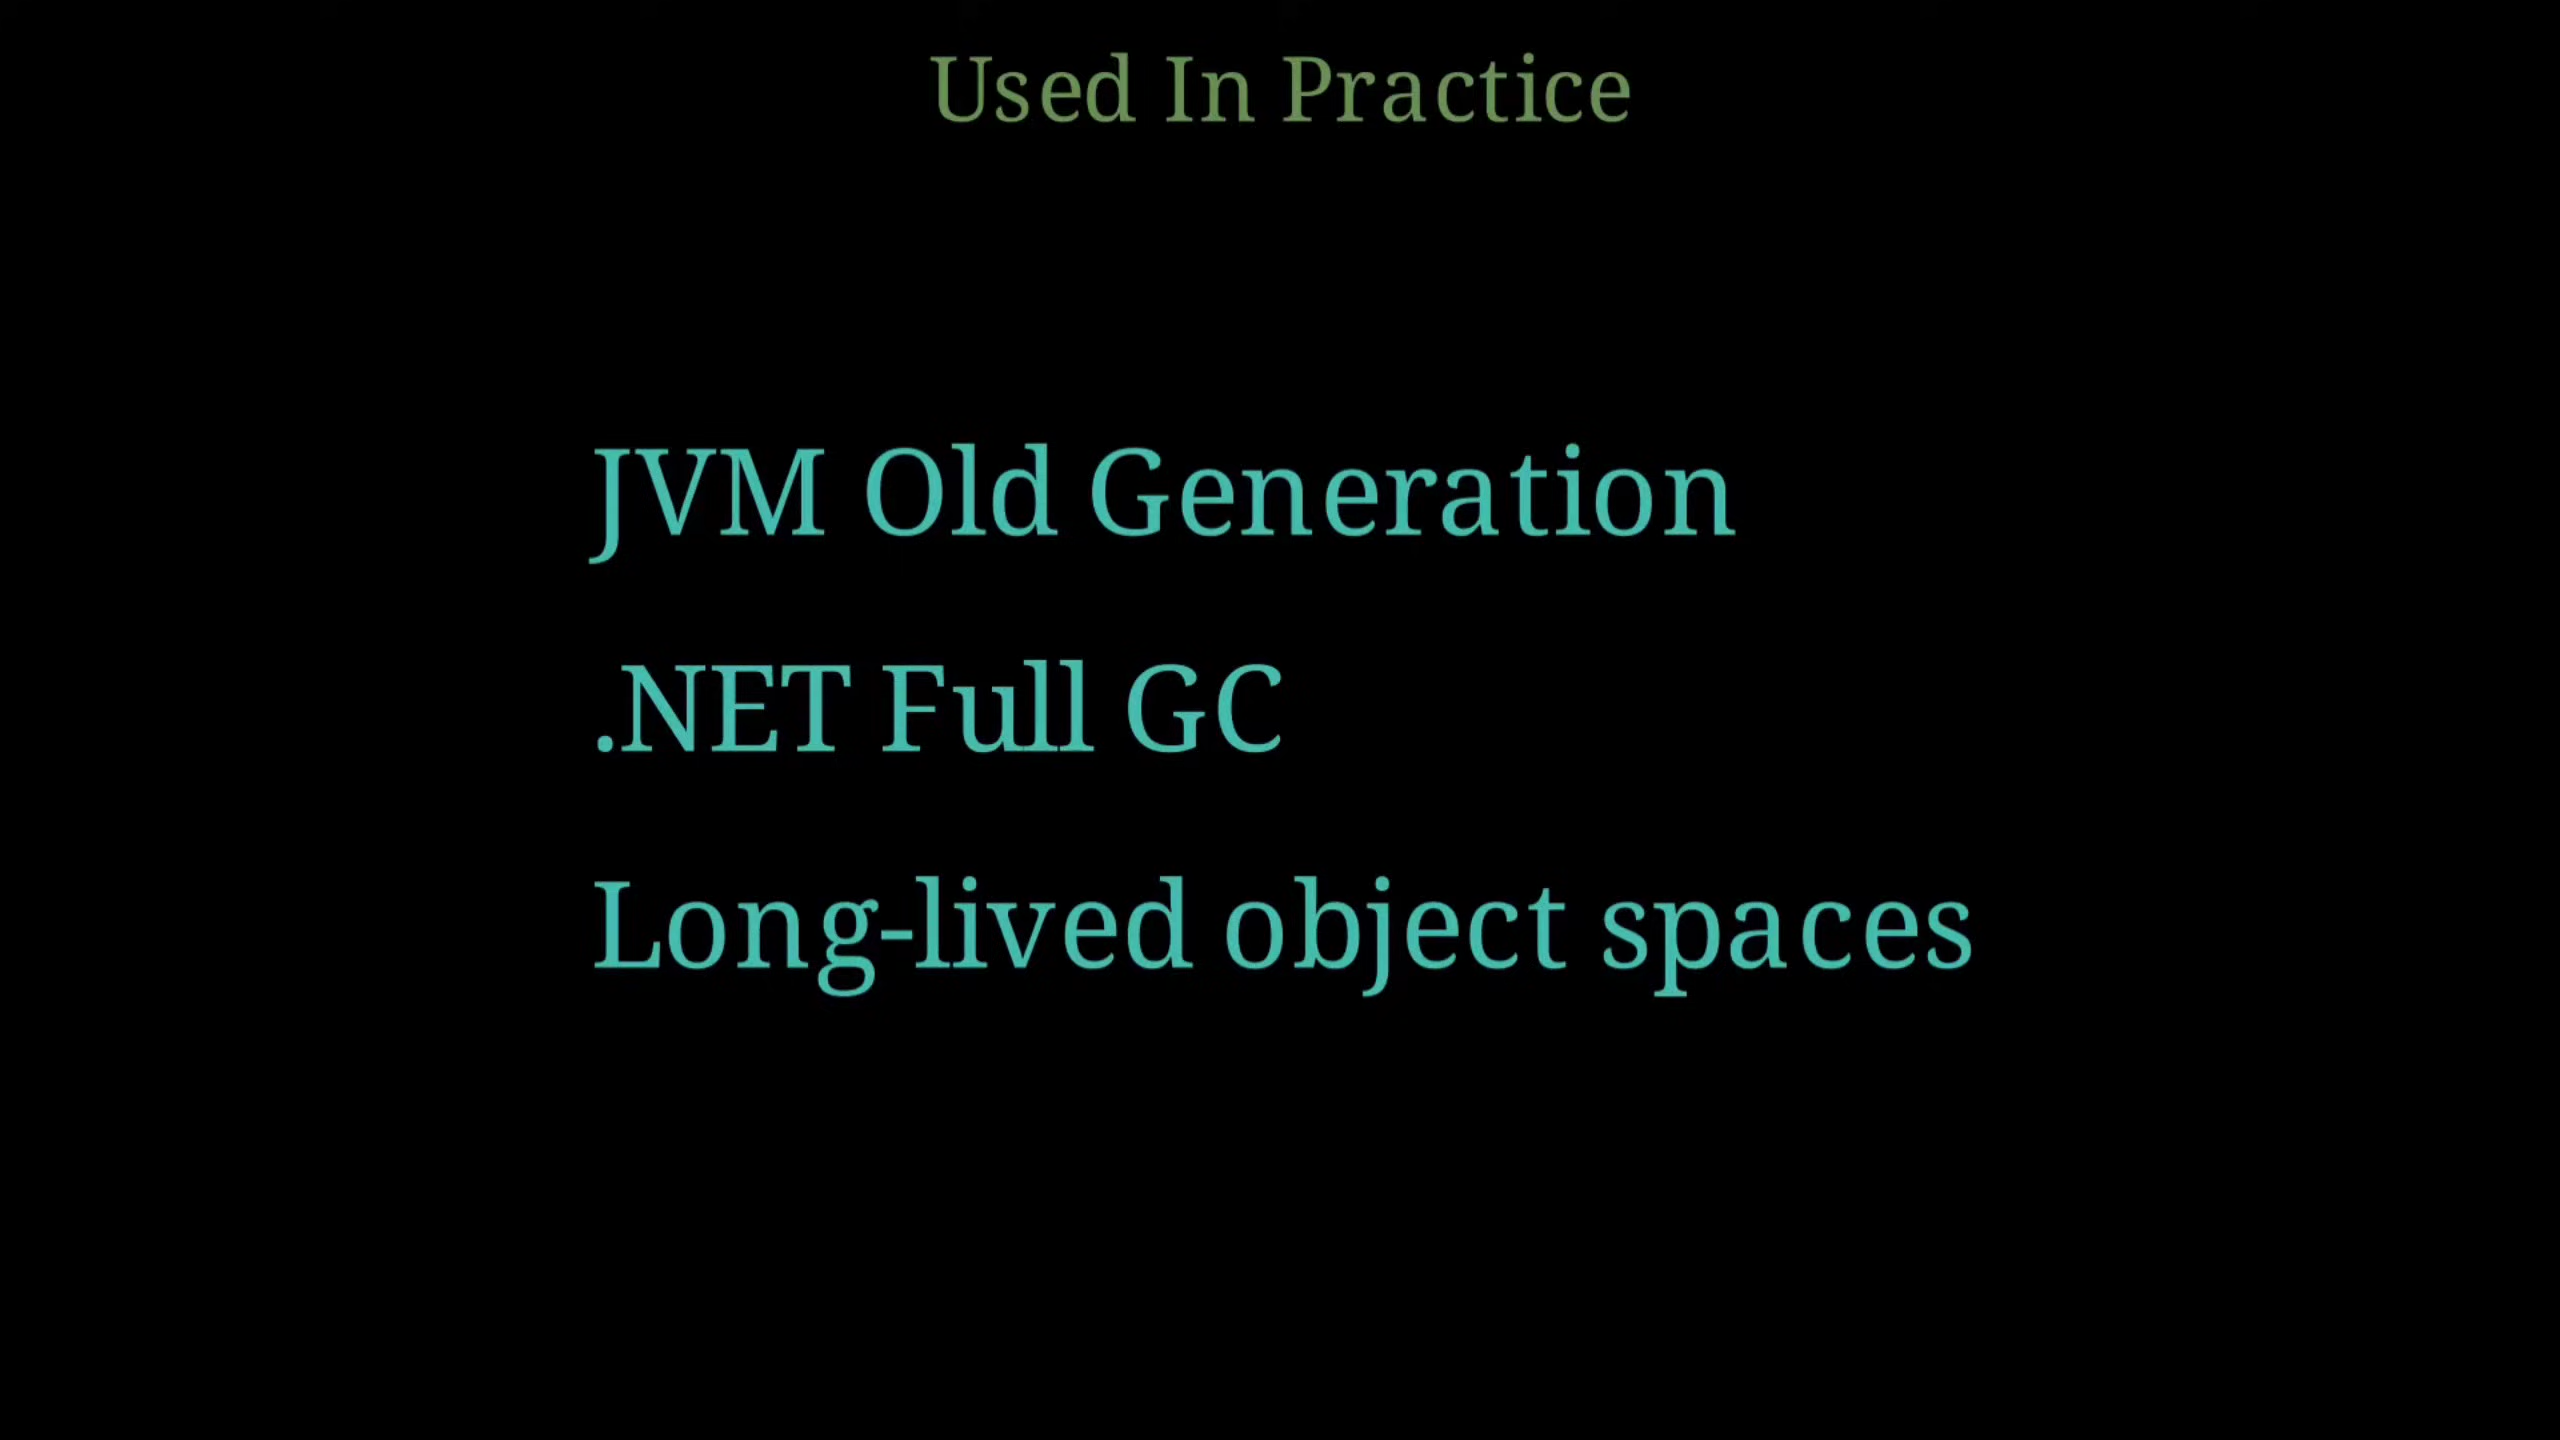 Used In Practice
JVM Old Generation
.NET Full GC
Long-lived object spaces